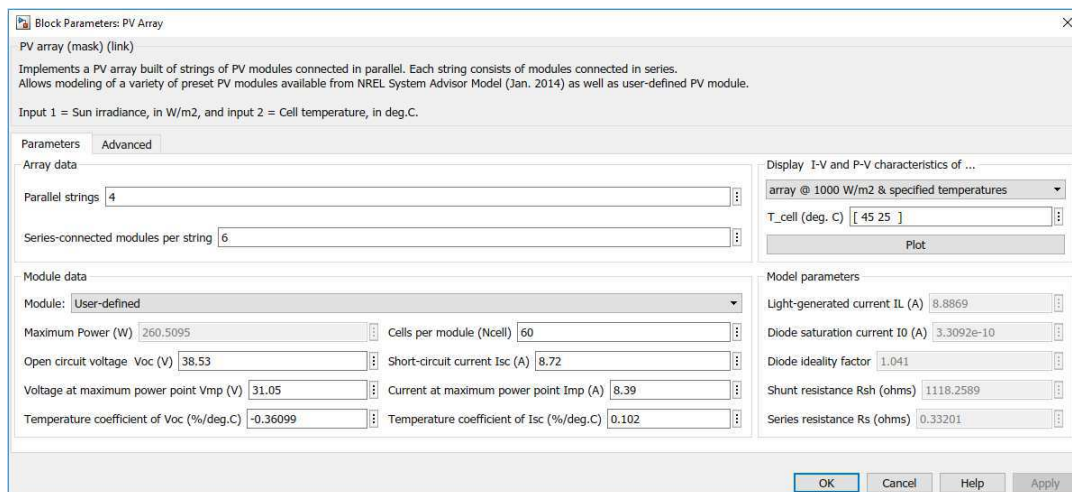 Block Parameters: PV Array
PV array (mask) (link)
Implements a PV array built of strings of PV modules connected in parallel. Each string consists of modules connected in series.
Allows modeling of a variety of preset PV modules available from NREL System Advisor Model (Jan. 2014) as well as user-defined PV module.
Input 1 = Sun irradiance, in W/m2, and input 2 = Cell temperature, in deg.C.
Parameters Advanced
Array data
Parallel strings 4
Series-connected modules per string 6
Display I-V and P-V characteristics of ...
array @ 1000 W/m2 & specified temperatures
T_cell (deg. C) [ 45 25 ]
Plot
Module data
Module: User-defined
Maximum Power (W) 260.5095 Cells per module (Ncell) 60
Open circuit voltage Voc (V) 38.53 Short-circuit current Isc (A) 8.72
Voltage at maximum power point Vmp (V) 31.05 Current at maximum power point Imp (A) 8.39
Temperature coefficient of Voc (%/deg.C) -0.36099 Temperature coefficient of Isc (%/deg.C) 0.102
Model parameters
Light-generated current IL (A) 8.8869
Diode saturation current I0 (A) 3.3092e-10
Diode ideality factor 1.041
Shunt resistance Rsh (ohms) 1118.2589
Series resistance Rs (ohms) 0.33201
OK Cancel Help Apply